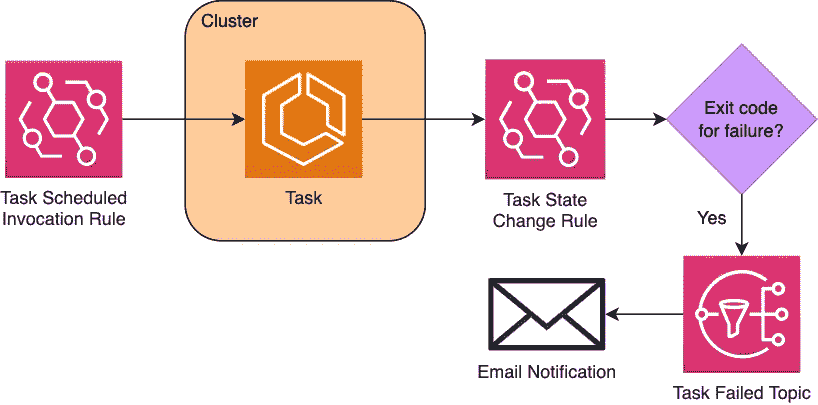 Cluster
Task Scheduled
Invocation Rule
Task
Task State
Change Rule
Exit code
for failure?
Yes
Email Notification
Task Failed Topic